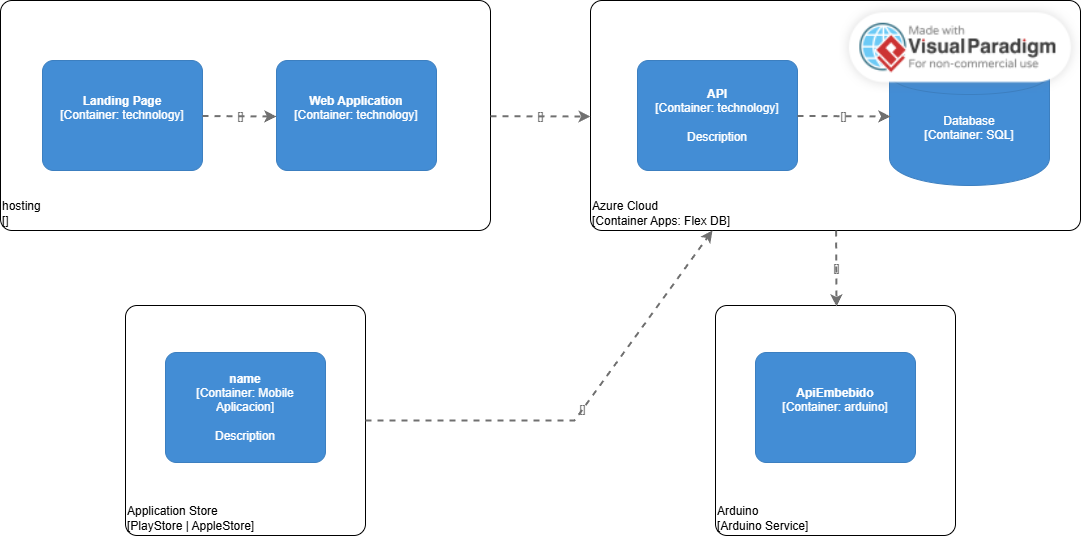 Made with
Visual Paradigm
For non-commercial use
Landing Page
[Container: technology]
Web Application
[Container: technology]
hosting
[]
API
[Container: technology]
Description
Database
[Container: SQL]
Azure Cloud
[Container Apps: Flex DB]
name
[Container: Mobile
Aplicacion]
Description
Application Store
[PlayStore | AppleStore]
ApiEmbebido
[Container: arduino]
Arduino
[Arduino Service]